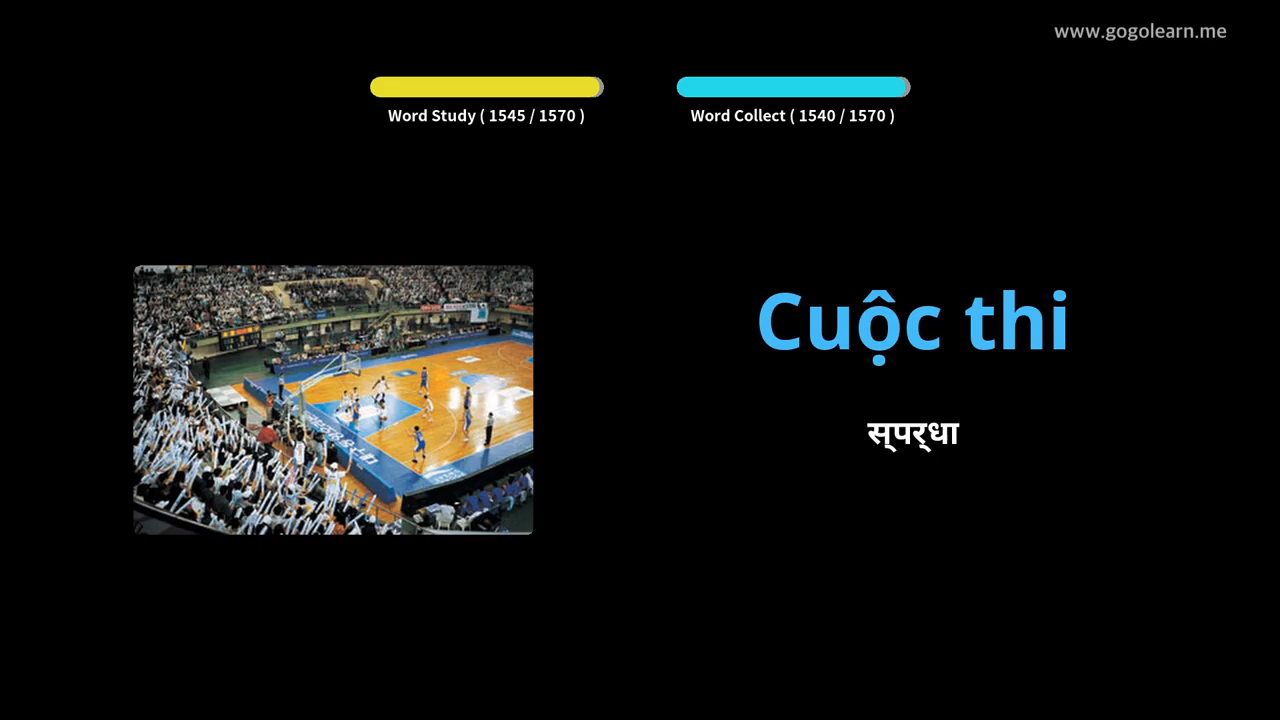 www.gogolearn.me
Word Study ( 1545 / 1570 )
Word Collect ( 1540 / 1570 )
Cuộc thi
स्पर्धा